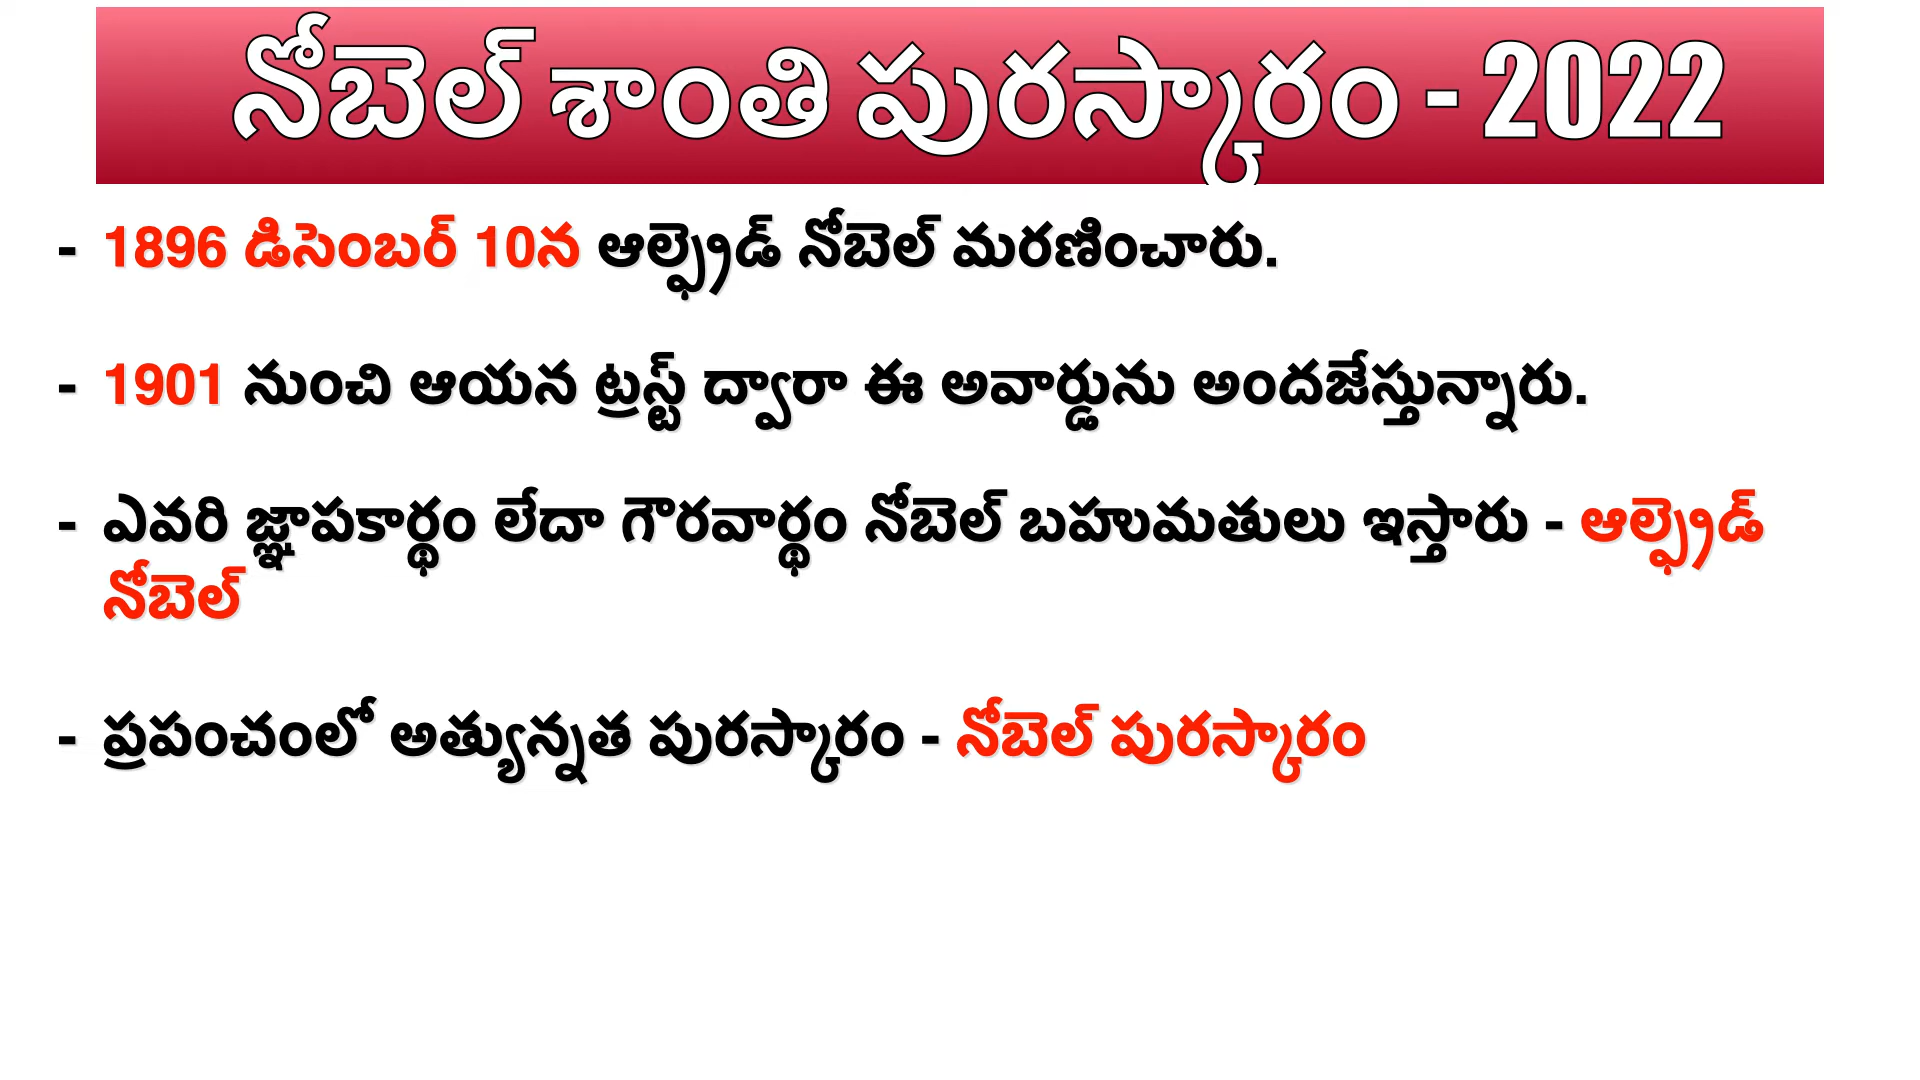 నోబెల్ శాంతి పురస్కారం - 2022
- 1896 డిసెంబర్ 10న ఆల్ఫ్రెడ్ నోబెల్ మరణించారు.
- 1901 నుంచి ఆయన ట్రస్ట్ ద్వారా ఈ అవార్డును అందజేస్తున్నారు.
- ఎవరి జ్ఞాపకార్థం లేదా గౌరవార్థం నోబెల్ బహుమతులు ఇస్తారు - ఆల్ఫ్రెడ్
నోబెల్
- ప్రపంచంలో అత్యున్నత పురస్కారం - నోబెల్ పురస్కారం